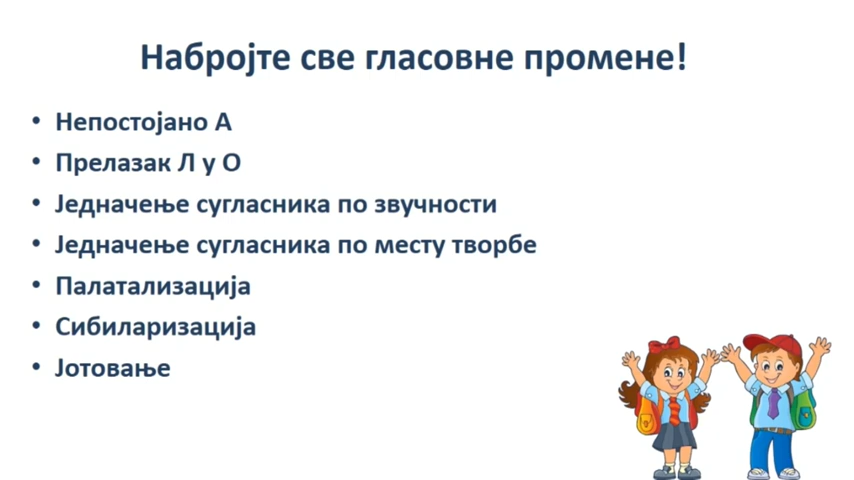 Набројте све гласовне промене!
• Непостојано А
• Прелазак Л у О
• Једначење сугласника по звучности
• Једначење сугласника по месту творбе
• Палатализација
• Сибиларизација
• Јотовање